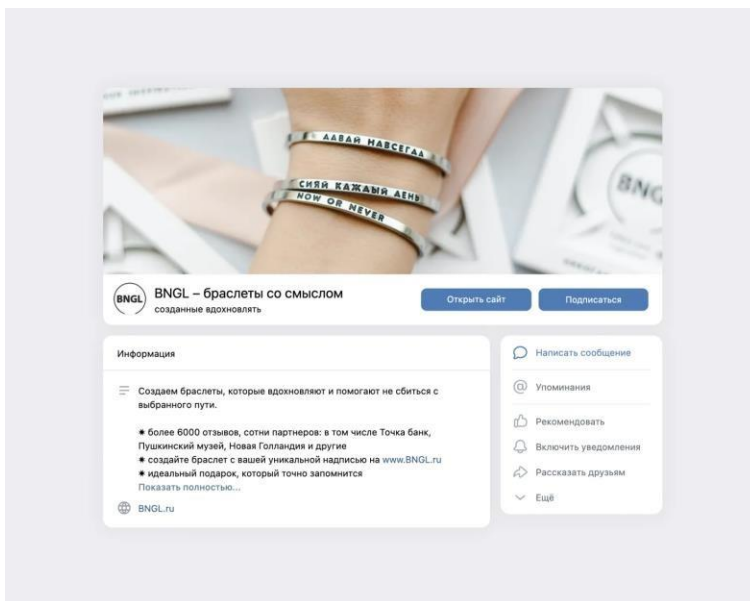 ДАВАЙ НАВСЕГДА
СИЯЙ КАЖДЫЙ ДЕНЬ
NOW OR NEVER
BNGL
BNGL
BNGL – браслеты со смыслом
созданные вдохновлять
Открыть сайт
Подписаться
Информация
Создаем браслеты, которые вдохновляют и помогают не сбиться с
выбранного пути.
✷ более 6000 отзывов, сотни партнеров: в том числе Точка банк,
Пушкинский музей, Новая Голландия и другие
✷ создайте браслет с вашей уникальной надписью на www.BNGL.ru
✷ идеальный подарок, который точно запомнится
Показать полностью...
BNGL.ru
Написать сообщение
Упоминания
Рекомендовать
Включить уведомления
Рассказать друзьям
Ещё